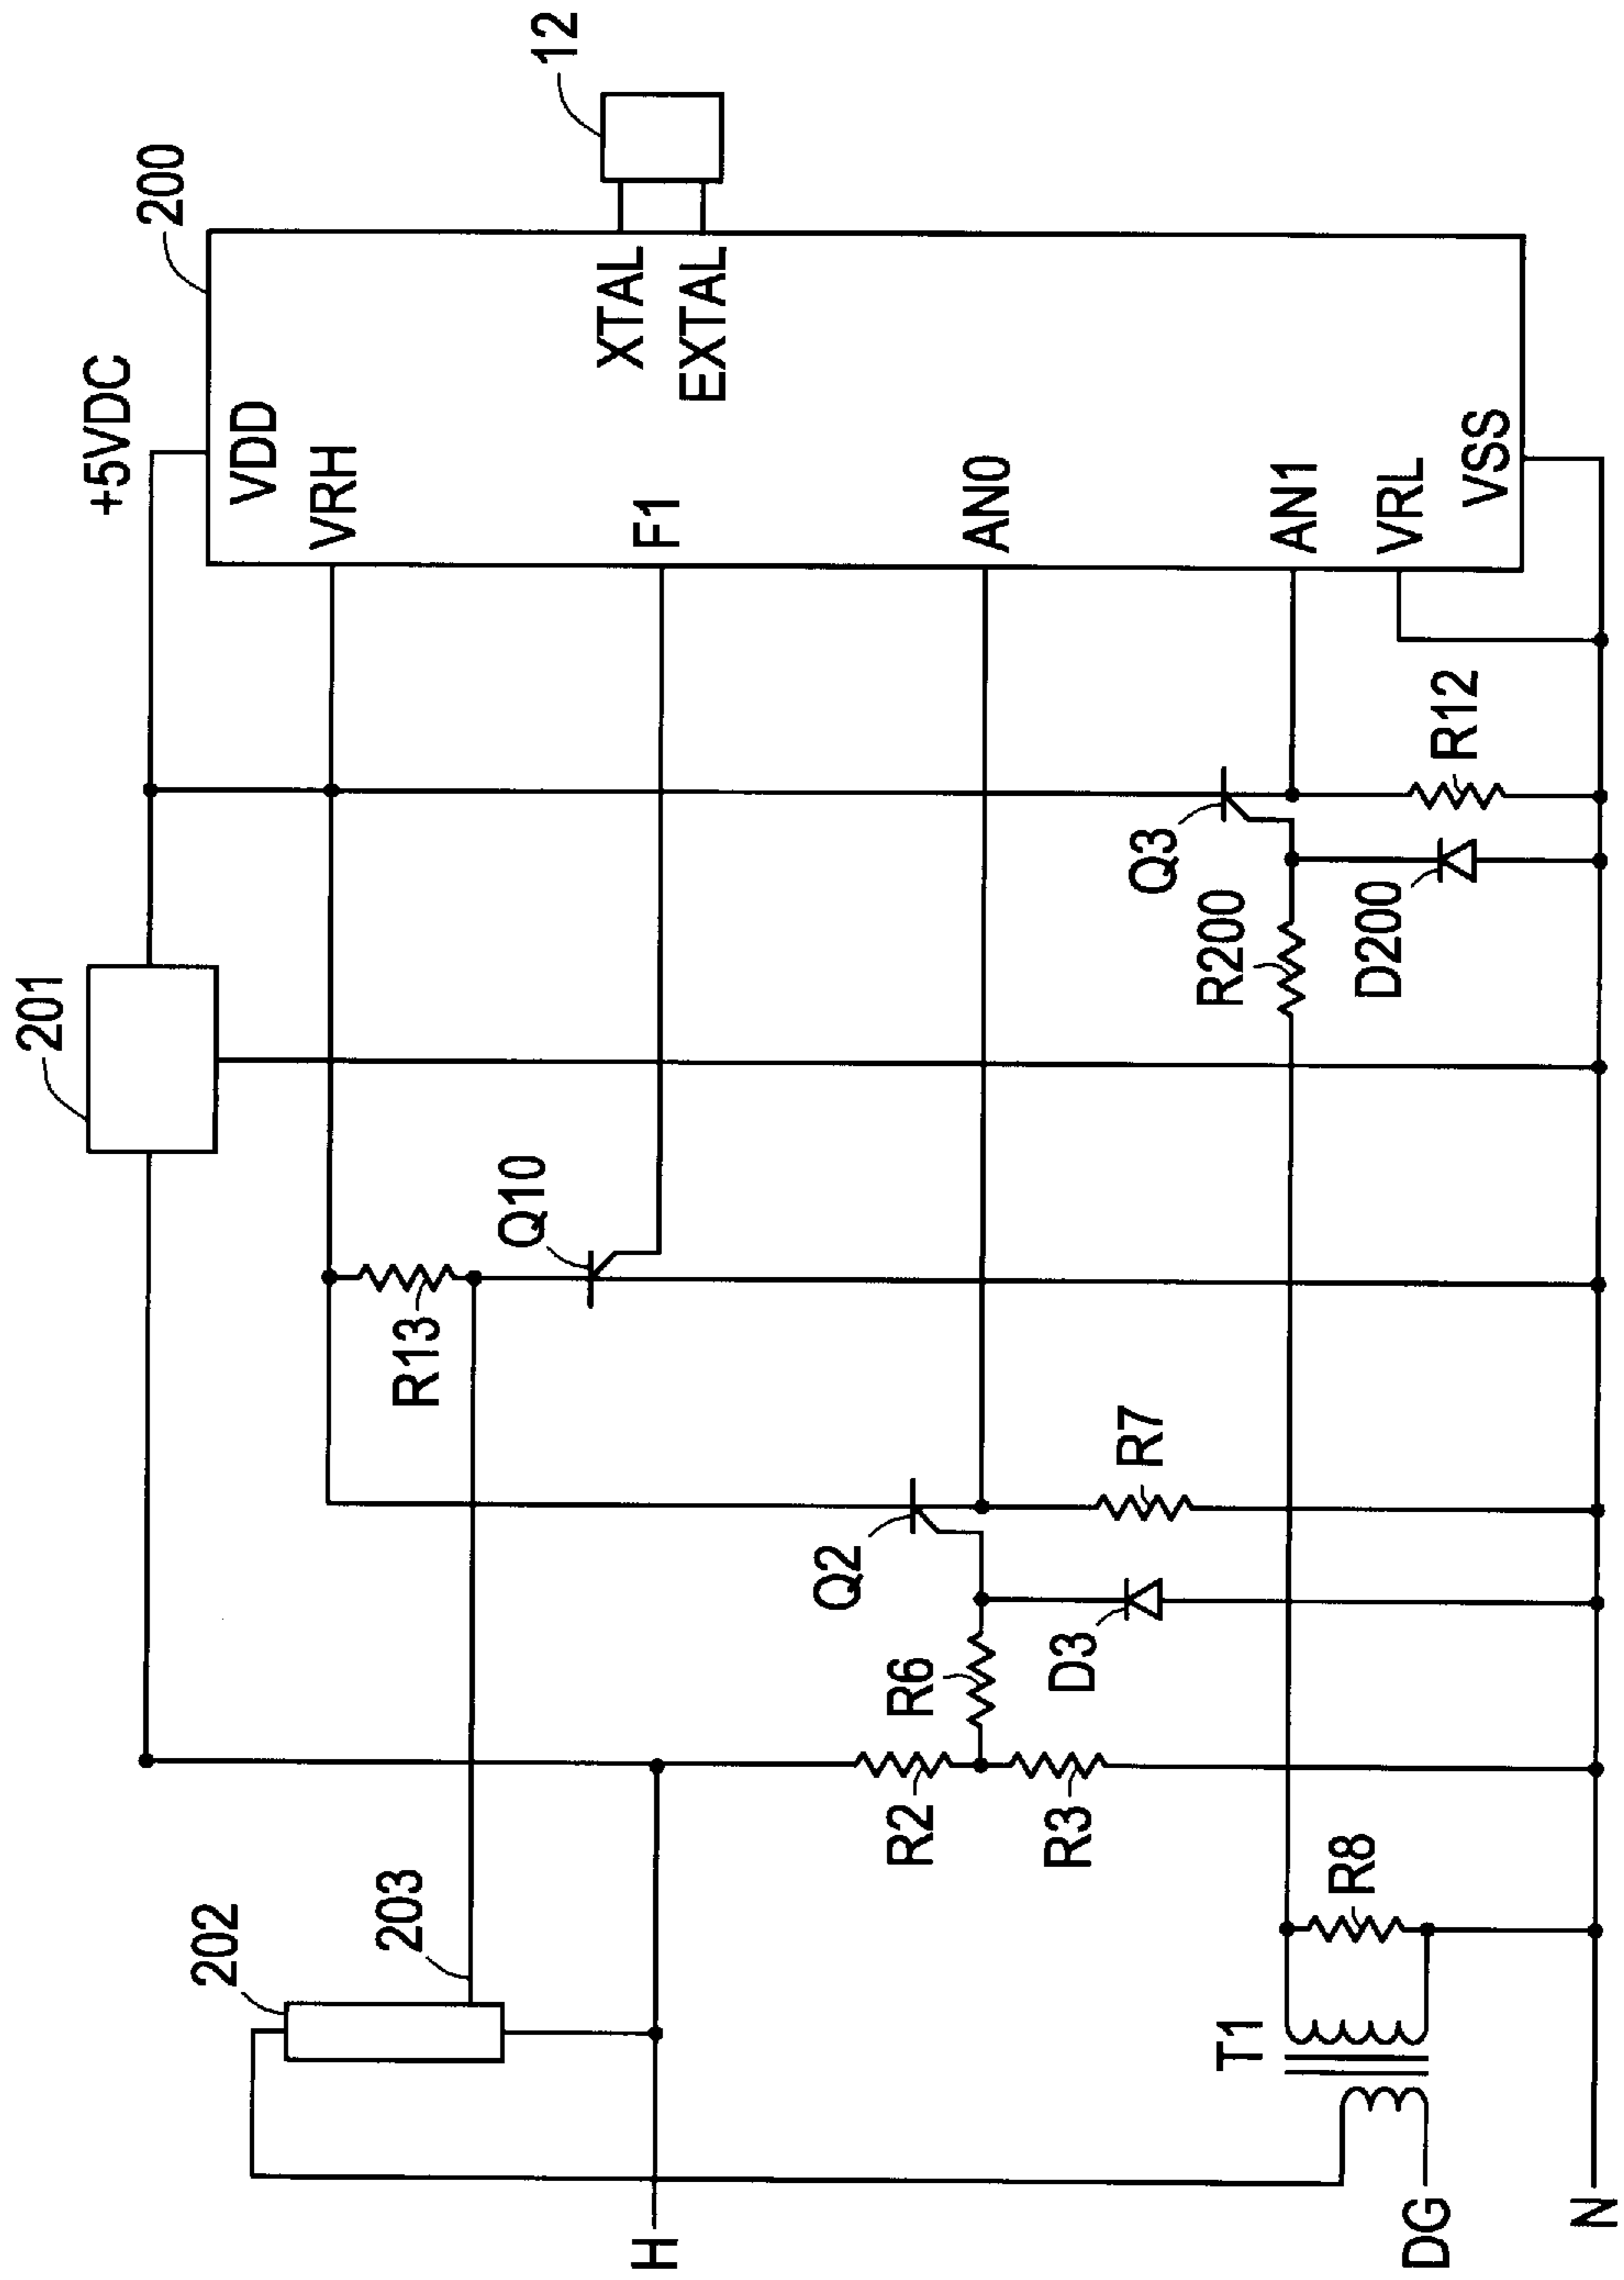 201
+5VDC
200
12
VDD
VRH
202
203
R13
Q10
F1
XTAL
EXTAL
H
Q2
R2
R6
AN0
R3
D3
R7
Q3
T1
R200
AN1
R8
D200
R12
VRL
DG
VSS
N